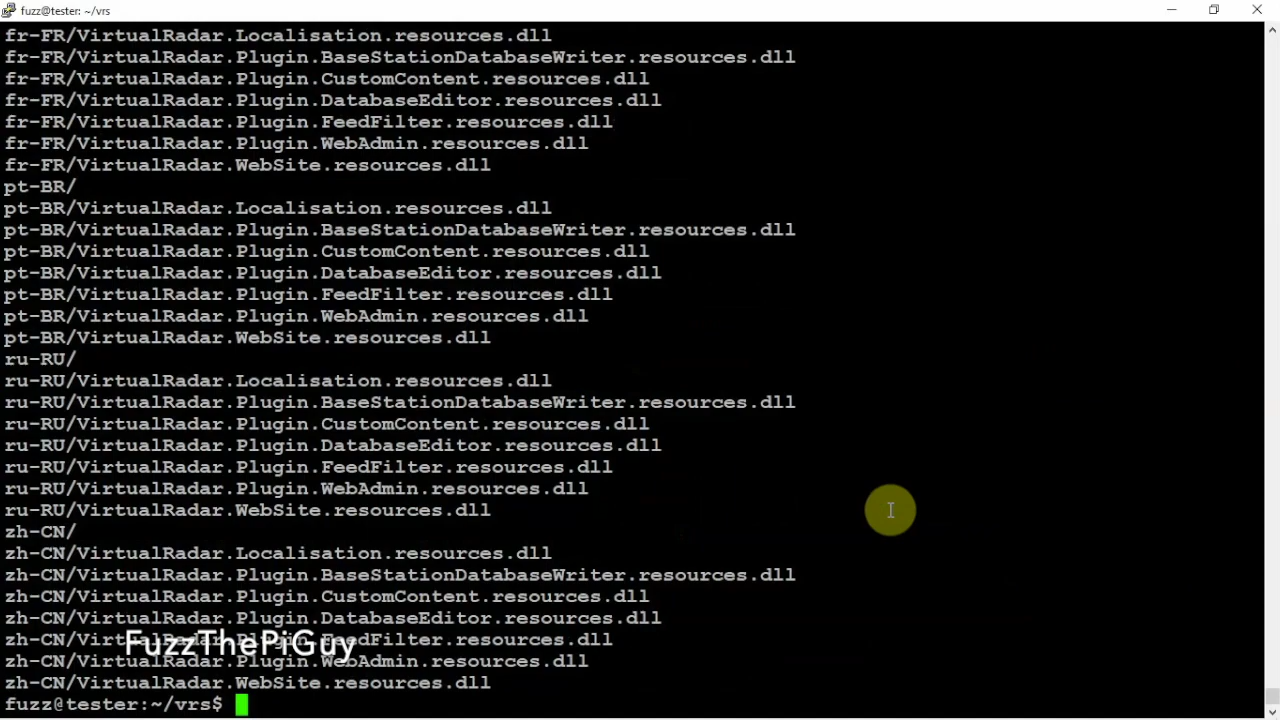 fuzz@tester: ~/vrs
fr-FR/VirtualRadar.Localisation.resources.dll
fr-FR/VirtualRadar.Plugin.BaseStationDatabaseWriter.resources.dll
fr-FR/VirtualRadar.Plugin.CustomContent.resources.dll
fr-FR/VirtualRadar.Plugin.DatabaseEditor.resources.dll
fr-FR/VirtualRadar.Plugin.FeedFilter.resources.dll
fr-FR/VirtualRadar.Plugin.WebAdmin.resources.dll
fr-FR/VirtualRadar.WebSite.resources.dll
pt-BR/
pt-BR/VirtualRadar.Localisation.resources.dll
pt-BR/VirtualRadar.Plugin.BaseStationDatabaseWriter.resources.dll
pt-BR/VirtualRadar.Plugin.CustomContent.resources.dll
pt-BR/VirtualRadar.Plugin.DatabaseEditor.resources.dll
pt-BR/VirtualRadar.Plugin.FeedFilter.resources.dll
pt-BR/VirtualRadar.Plugin.WebAdmin.resources.dll
pt-BR/VirtualRadar.WebSite.resources.dll
ru-RU/
ru-RU/VirtualRadar.Localisation.resources.dll
ru-RU/VirtualRadar.Plugin.BaseStationDatabaseWriter.resources.dll
ru-RU/VirtualRadar.Plugin.CustomContent.resources.dll
ru-RU/VirtualRadar.Plugin.DatabaseEditor.resources.dll
ru-RU/VirtualRadar.Plugin.FeedFilter.resources.dll
ru-RU/VirtualRadar.Plugin.WebAdmin.resources.dll
ru-RU/VirtualRadar.WebSite.resources.dll
zh-CN/
zh-CN/VirtualRadar.Localisation.resources.dll
zh-CN/VirtualRadar.Plugin.BaseStationDatabaseWriter.resources.dll
zh-CN/VirtualRadar.Plugin.CustomContent.resources.dll
zh-CN/VirtualRadar.Plugin.DatabaseEditor.resources.dll
zh-CN/VirtualRadar.Plugin.FeedFilter.resources.dll
FuzzThePiGuy
zh-CN/VirtualRadar.Plugin.WebAdmin.resources.dll
zh-CN/VirtualRadar.WebSite.resources.dll
fuzz@tester:~/vrs$